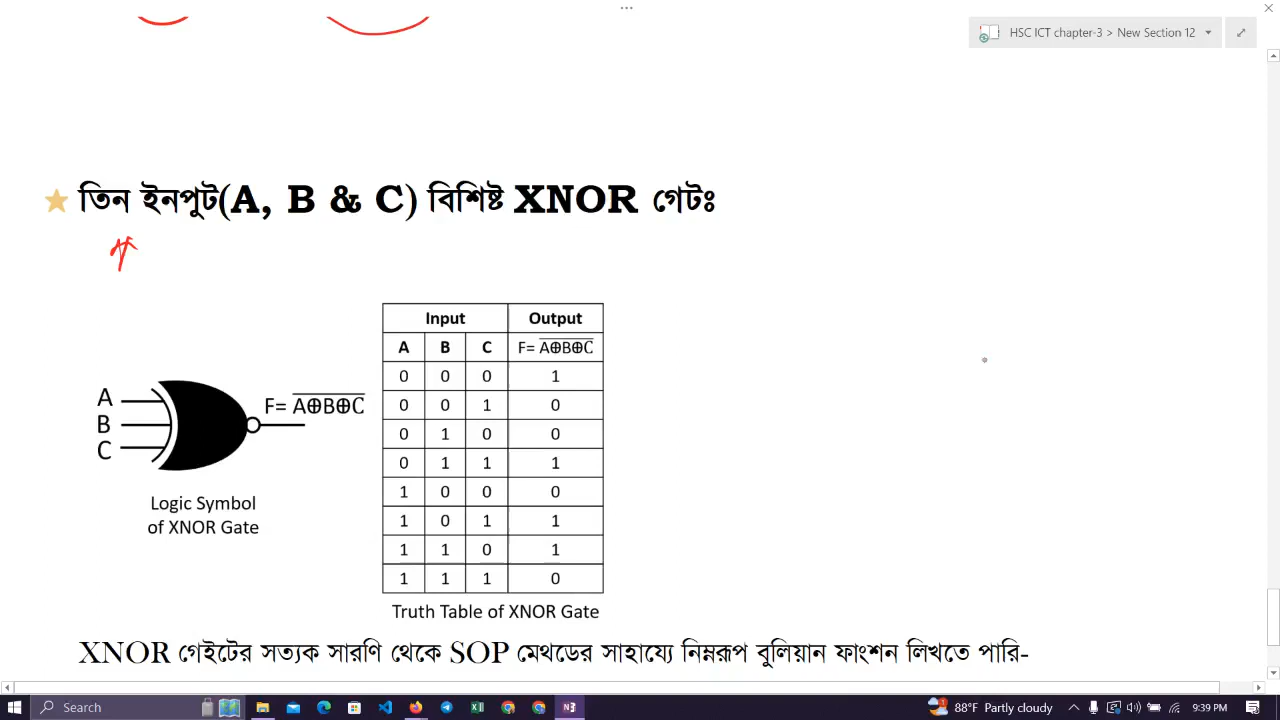 HSC ICT chapter-3 > New Section 12
তিন ইনপুট(A, B & C) বিশিষ্ট XNOR গেটঃ
Input Output
A B C F= A⊕B⊕C
0 0 0 1
0 0 1 0
0 1 0 0
0 1 1 1
1 0 0 0
1 0 1 1
1 1 0 1
1 1 1 0
Truth Table of XNOR Gate
A
B
C
F= A⊕B⊕C
Logic Symbol
of XNOR Gate
XNOR গেইটের সত্যক সারণি থেকে SOP মেথডের সাহায্যে নিম্নরূপ বুলিয়ান ফাংশন লিখতে পারি-
Search
88°F Partly cloudy
9:39 PM